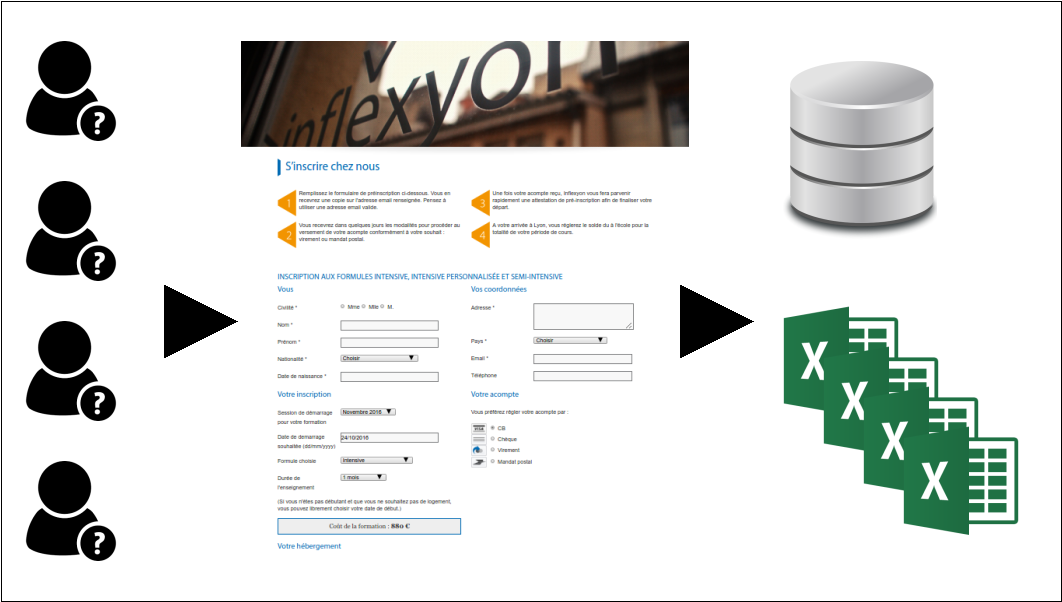 ?
?
?
?
inflexyon
S'inscrire chez nous
1
Remplissez le formulaire de préinscription ci-dessous. Vous en
recevrez une copie sur l'adresse email renseignée. Pensez à
utiliser une adresse email valide.
2
Vous recevrez dans quelques jours les modalités pour procéder au
versement de votre acompte conformément à votre souhait :
virement ou mandat postal.
3
Une fois votre acompte reçu, Inflexyon vous fera parvenir
rapidement une attestation de pré-inscription afin de finaliser votre
départ.
4
A votre arrivée à Lyon, vous réglerez le solde du à l'école pour la
totalité de votre période de cours.
INSCRIPTION AUX FORMULES INTENSIVE, INTENSIVE PERSONNALISÉE ET SEMI-INTENSIVE
Vous
Civilité * Mme Mlle M.
Nom *
Prénom *
Nationalité * Choisir
Date de naissance *
Vos coordonnées
Adresse *
Pays * Choisir
Email *
Téléphone
Votre inscription
Session de démarrage Novembre 2016
pour votre formation
Date de démarrage
souhaitée (dd/mm/yyyy) 24/10/2016
Formule choisie Intensive
Durée de 1 mois
l'enseignement
(Si vous n'êtes pas débutant et que vous ne souhaitez pas de logement,
vous pouvez librement choisir votre date de début.)
Coût de la formation : 880 €
Votre acompte
Vous préférez régler votre acompte par :
VISA CB
Chèque
Virement
Mandat postal
Votre hébergement
X
X
X
X